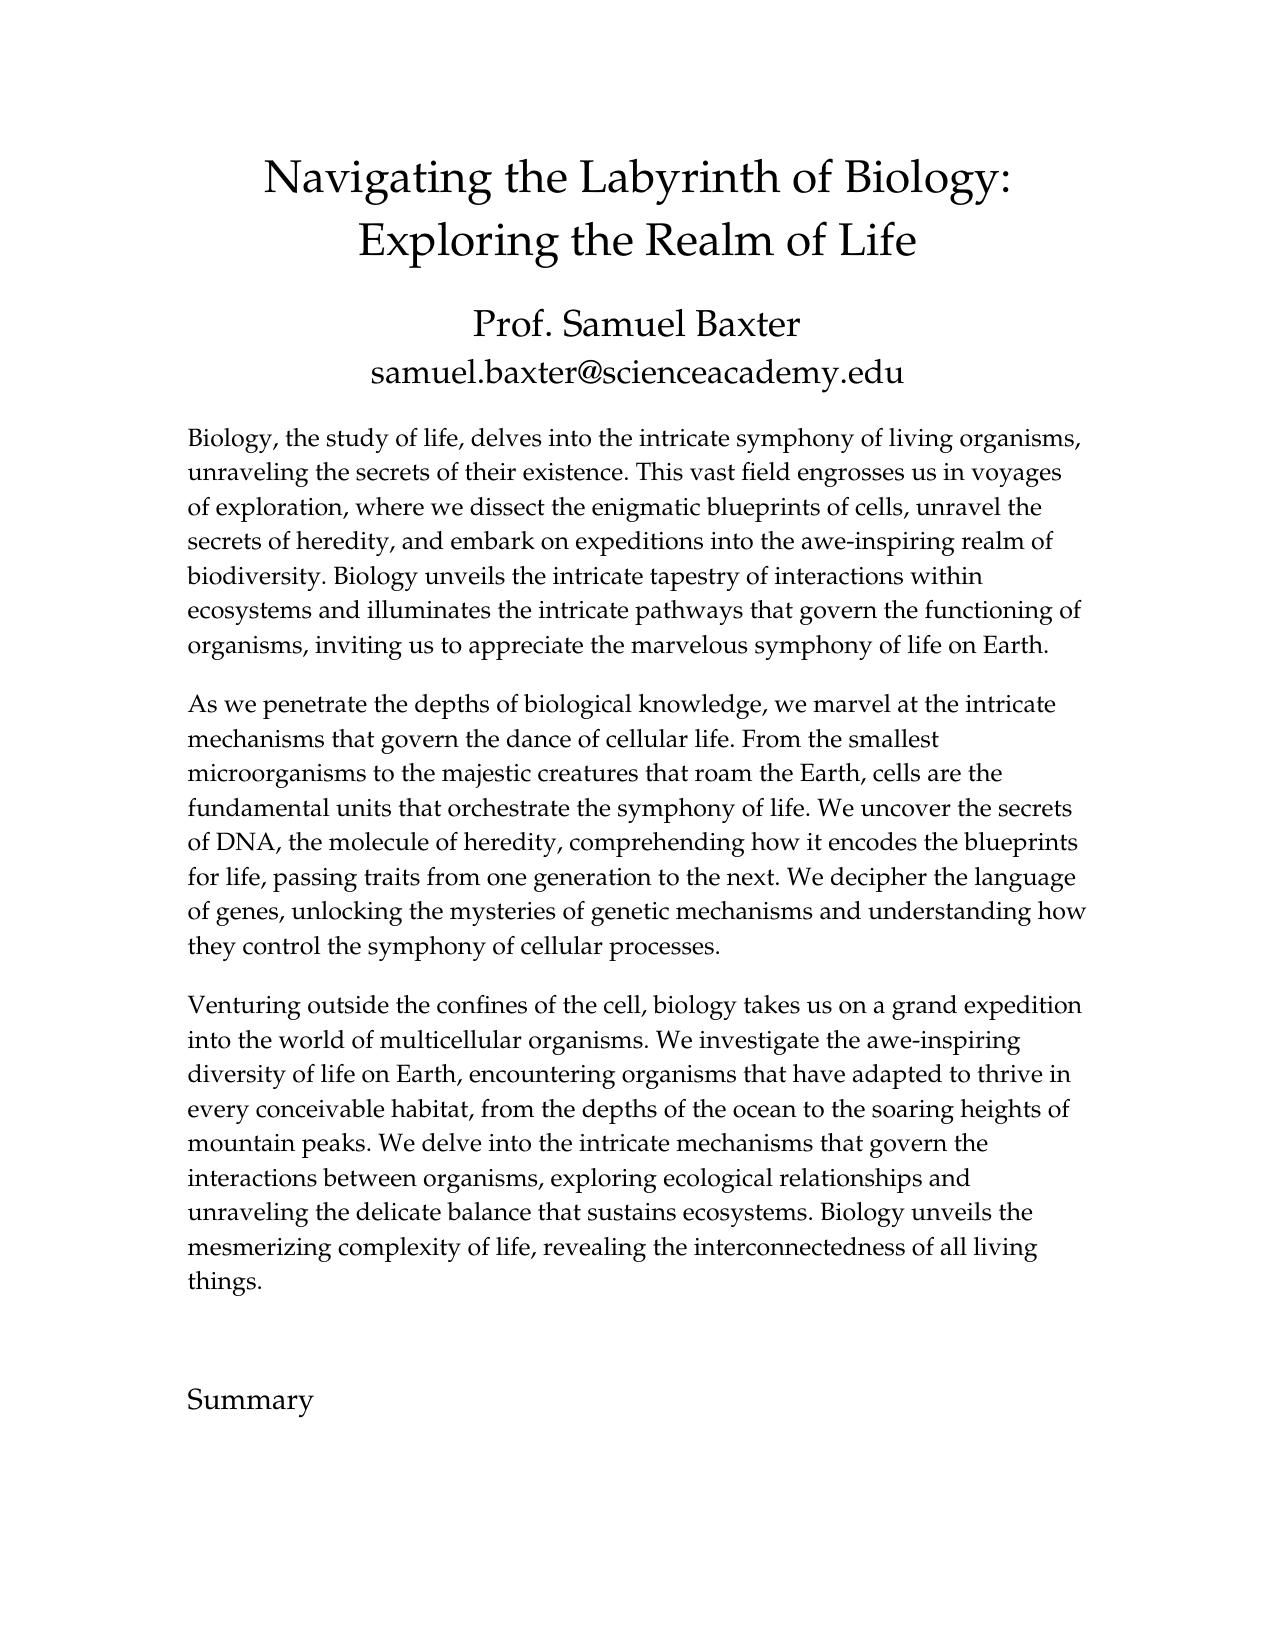 Navigating the Labyrinth of Biology:
Exploring the Realm of Life
Prof. Samuel Baxter
samuel.baxter@scienceacademy.edu
Biology, the study of life, delves into the intricate symphony of living organisms,
unraveling the secrets of their existence. This vast field engrosses us in voyages
of exploration, where we dissect the enigmatic blueprints of cells, unravel the
secrets of heredity, and embark on expeditions into the awe-inspiring realm of
biodiversity. Biology unveils the intricate tapestry of interactions within
ecosystems and illuminates the intricate pathways that govern the functioning of
organisms, inviting us to appreciate the marvelous symphony of life on Earth.
As we penetrate the depths of biological knowledge, we marvel at the intricate
mechanisms that govern the dance of cellular life. From the smallest
microorganisms to the majestic creatures that roam the Earth, cells are the
fundamental units that orchestrate the symphony of life. We uncover the secrets
of DNA, the molecule of heredity, comprehending how it encodes the blueprints
for life, passing traits from one generation to the next. We decipher the language
of genes, unlocking the mysteries of genetic mechanisms and understanding how
they control the symphony of cellular processes.
Venturing outside the confines of the cell, biology takes us on a grand expedition
into the world of multicellular organisms. We investigate the awe-inspiring
diversity of life on Earth, encountering organisms that have adapted to thrive in
every conceivable habitat, from the depths of the ocean to the soaring heights of
mountain peaks. We delve into the intricate mechanisms that govern the
interactions between organisms, exploring ecological relationships and
unraveling the delicate balance that sustains ecosystems. Biology unveils the
mesmerizing complexity of life, revealing the interconnectedness of all living
things.
Summary